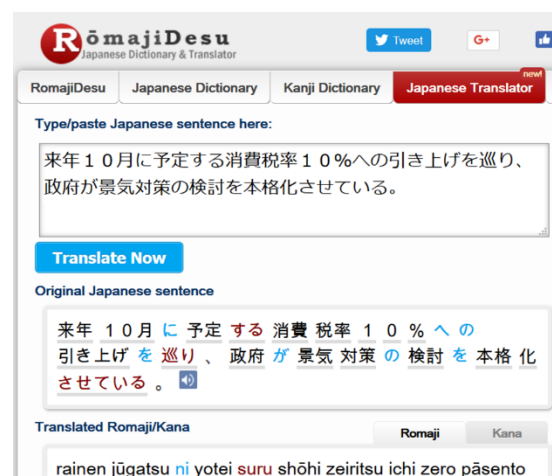 RōmajiDesu
Japanese Dictionary & Translator
Tweet
G+
RomajiDesu
Japanese Dictionary
Kanji Dictionary
Japanese Translator
new!
Type/paste Japanese sentence here:
来年１０月に予定する消費税率１０%への引き上げを巡り、
政府が景気対策の検討を本格化させている。
Translate Now
Original Japanese sentence
来年 １０月 に 予定 する 消費 税率 １ ０ % へ の
引き上げ を 巡り 、 政府 が 景気 対策 の 検討 を 本格 化
させている 。
Translated Romaji/Kana
Romaji
Kana
rainen jūgatsu ni yotei suru shōhi zeiritsu ichi zero pāsento